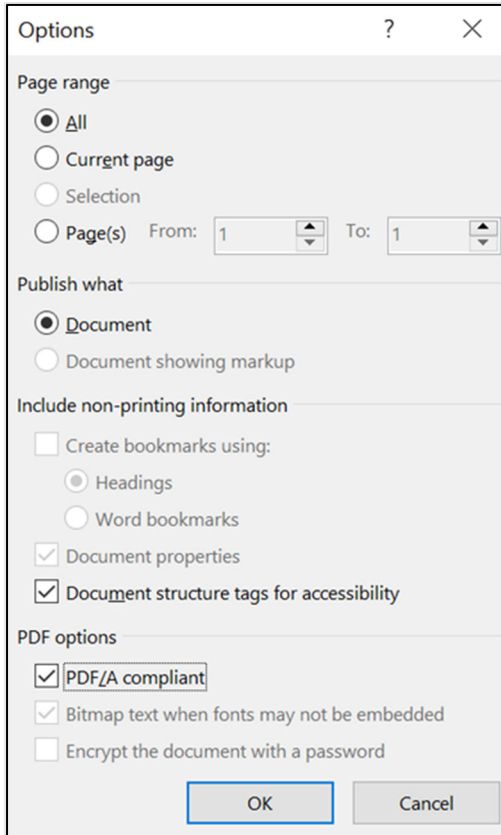 Options ?
Page range
All
Current page
Selection
Page(s) From: 1 To: 1
Publish what
Document
Document showing markup
Include non-printing information
Create bookmarks using:
Headings
Word bookmarks
Document properties
Document structure tags for accessibility
PDF options
PDF/A compliant
Bitmap text when fonts may not be embedded
Encrypt the document with a password
OK Cancel